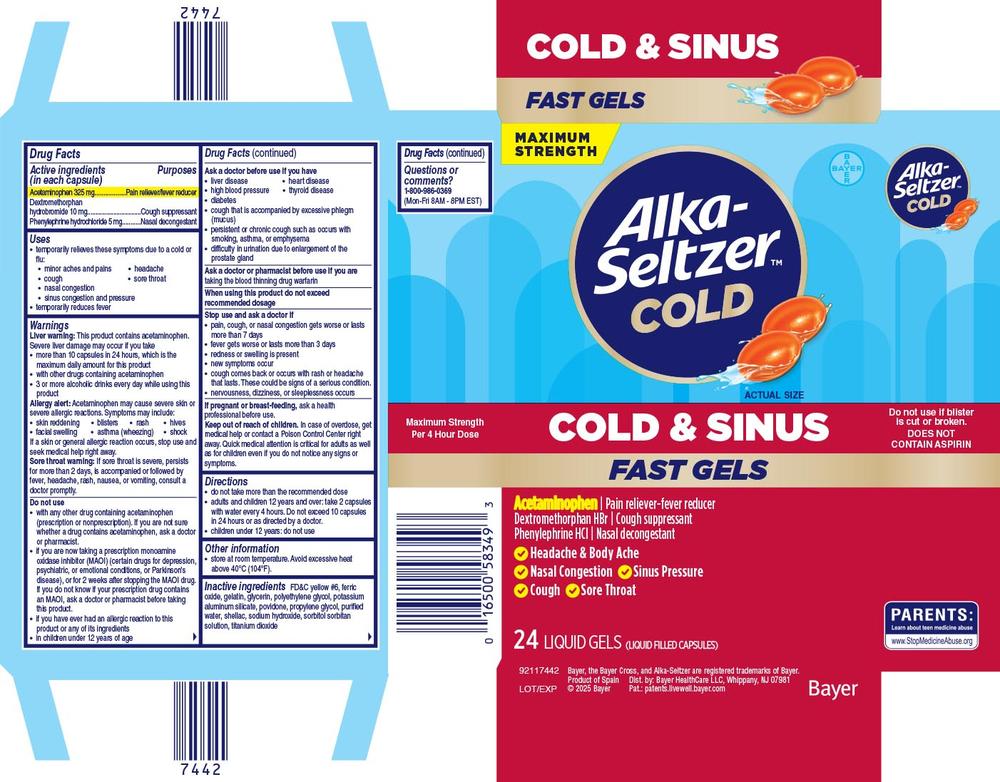 7442
COLD & SINUS
FAST GELS
Drug Facts
Active ingredients Purposes
(in each capsule)
Acetaminophen 325 mg......................Pain reliever/fever reducer
Dextromethorphan
hydrobromide 10 mg........................................Cough suppressant
Phenylephrine hydrochloride 5 mg..........Nasal decongestant
Uses
• temporarily relieves these symptoms due to a cold or
flu:
• minor aches and pains • headache
• cough • sore throat
• nasal congestion
• sinus congestion and pressure
• temporarily reduces fever
Warnings
Liver warning: This product contains acetaminophen.
Severe liver damage may occur if you take
• more than 10 capsules in 24 hours, which is the
maximum daily amount for this product
• with other drugs containing acetaminophen
• 3 or more alcoholic drinks every day while using this
product
Allergy alert: Acetaminophen may cause severe skin or
severe allergic reactions. Symptoms may include:
• skin reddening • blisters • rash • hives
• facial swelling • asthma (wheezing) • shock
If a skin or general allergic reaction occurs, stop use and
seek medical help right away.
Sore throat warning: If sore throat is severe, persists
for more than 2 days, is accompanied or followed by
fever, headache, rash, nausea, or vomiting, consult a
doctor promptly.
Do not use
• with any other drug containing acetaminophen
(prescription or nonprescription). If you are not sure
whether a drug contains acetaminophen, ask a doctor
or pharmacist.
• if you are now taking a prescription monoamine
oxidase inhibitor (MAOI) (certain drugs for depression,
psychiatric, or emotional conditions, or Parkinson's
disease), or for 2 weeks after stopping the MAOI drug.
If you do not know if your prescription drug contains
an MAOI, ask a doctor or pharmacist before taking
this product.
• if you have ever had an allergic reaction to this
product or any of its ingredients
• in children under 12 years of age
Drug Facts (continued)
Ask a doctor before use if you have
• liver disease • heart disease
• high blood pressure • thyroid disease
• diabetes
• cough that is accompanied by excessive phlegm
(mucus)
• persistent or chronic cough such as occurs with
smoking, asthma, or emphysema
• difficulty in urination due to enlargement of the
prostate gland
Ask a doctor or pharmacist before use if you are
taking the blood thinning drug warfarin
When using this product do not exceed
recommended dosage
Stop use and ask a doctor if
• pain, cough, or nasal congestion gets worse or lasts
more than 7 days
• fever gets worse or lasts more than 3 days
• redness or swelling is present
• new symptoms occur
• cough comes back or occurs with rash or headache
that lasts. These could be signs of a serious condition.
• nervousness, dizziness, or sleeplessness occurs
If pregnant or breast-feeding, ask a health
professional before use.
Keep out of reach of children. In case of overdose, get
medical help or contact a Poison Control Center right
away. Quick medical attention is critical for adults as well
as for children even if you do not notice any signs or
symptoms.
Directions
• do not take more than the recommended dose
• adults and children 12 years and over: take 2 capsules
with water every 4 hours. Do not exceed 10 capsules
in 24 hours or as directed by a doctor.
• children under 12 years: do not use
Other information
• store at room temperature. Avoid excessive heat
above 40°C (104°F).
Inactive ingredients FD&C yellow #6, ferric
oxide, gelatin, glycerin, polyethylene glycol, potassium
aluminum silicate, povidone, propylene glycol, purified
water, shellac, sodium hydroxide, sorbitol sorbitan
solution, titanium dioxide
Drug Facts (continued)
Questions or
comments?
1-800-986-0369
(Mon-Fri 8AM - 8PM EST)
MAXIMUM
STRENGTH
BAYER
BAYER
Alka-
Seltzer™
COLD
Alka-
Seltzer™
COLD
ACTUAL SIZE
Maximum Strength
Per 4 Hour Dose
COLD & SINUS
FAST GELS
Do not use if blister
is cut or broken.
DOES NOT
CONTAIN ASPIRIN
Acetaminophen | Pain reliever-fever reducer
Dextromethorphan HBr | Cough suppressant
Phenylephrine HCl | Nasal decongestant
Headache & Body Ache
Nasal Congestion Sinus Pressure
Cough Sore Throat
0 16500 58349 3
24 LIQUID GELS (LIQUID FILLED CAPSULES)
PARENTS:
Learn about teen medicine abuse
www.StopMedicineAbuse.org
92117442 Bayer, the Bayer Cross, and Alka-Seltzer are registered trademarks of Bayer.
Product of Spain Dist. by: Bayer HealthCare LLC, Whippany, NJ 07981
LOT/EXP © 2025 Bayer Pat.: patents.livewell.bayer.com
Bayer
7442